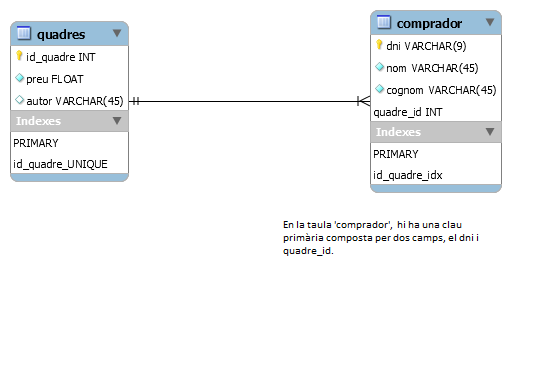 quadres
id_quadre INT
preu FLOAT
autor VARCHAR(45)
Indexes
PRIMARY
id_quadre_UNIQUE
comprador
dni VARCHAR(9)
nom VARCHAR(45)
cognom VARCHAR(45)
quadre_id INT
Indexes
PRIMARY
id_quadre_idx
En la taula 'comprador', hi ha una clau
primària composta per dos camps, el dni i
quadre_id.